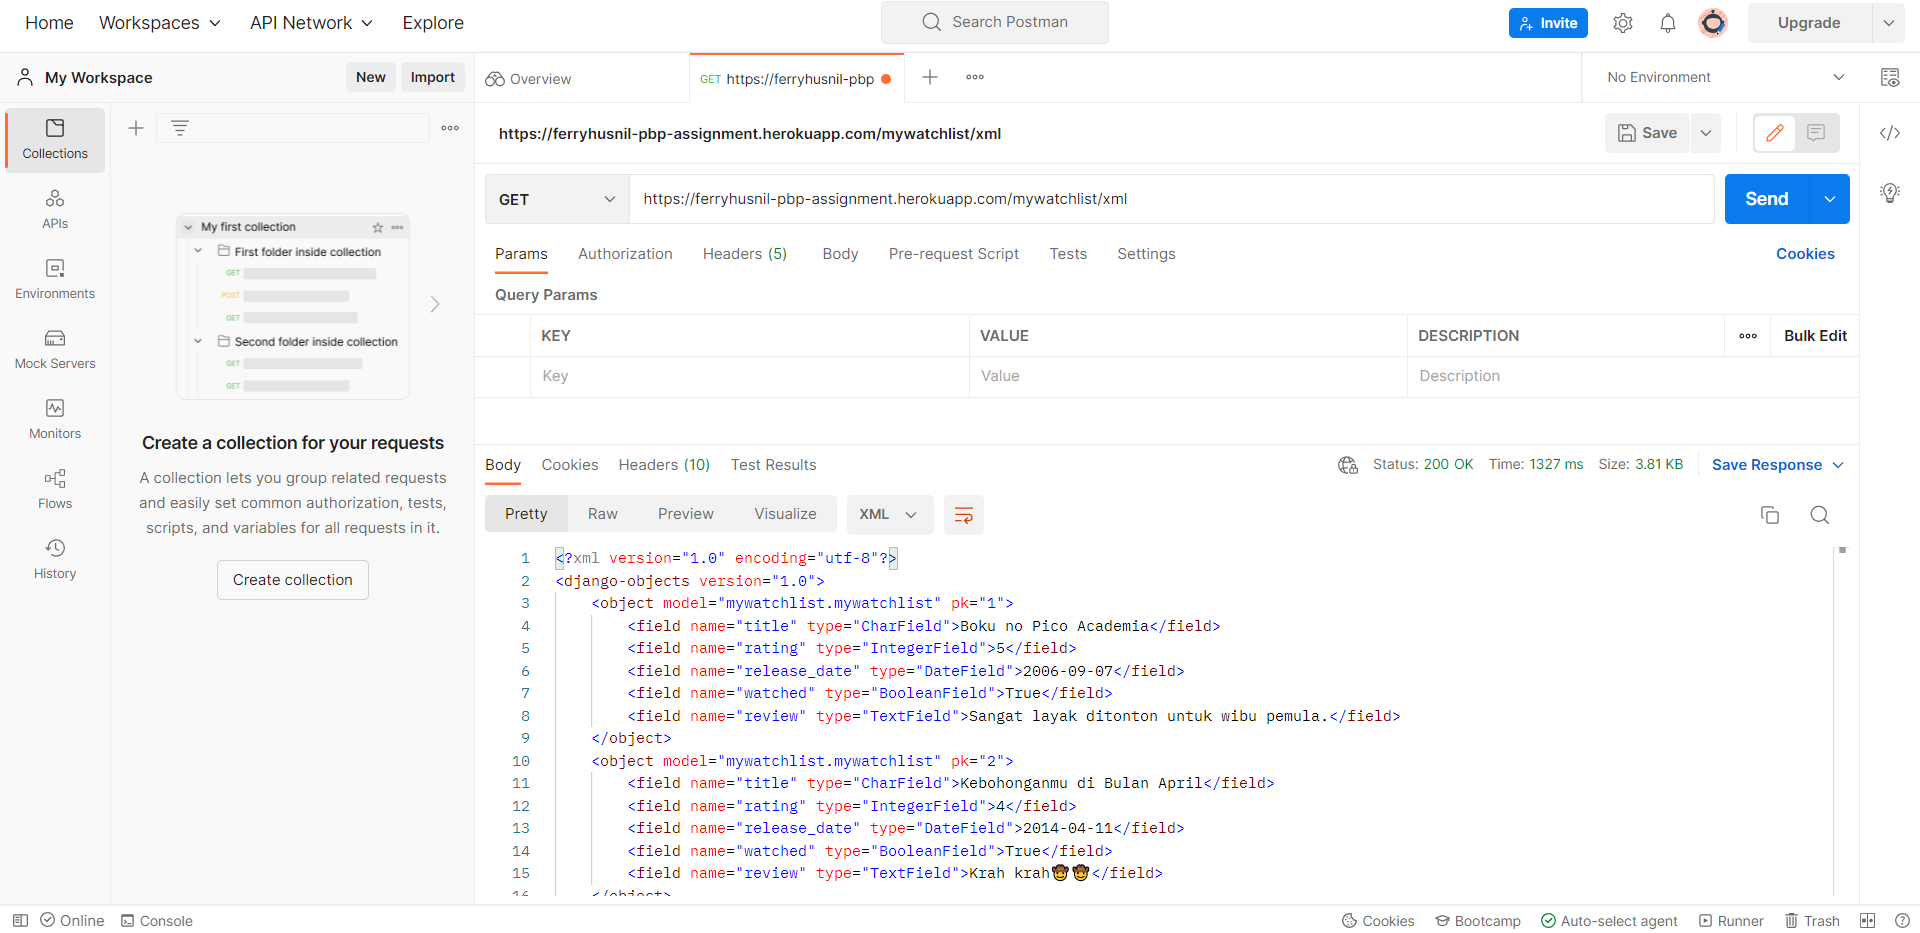 Home Workspaces API Network Explore Search Postman Invite Upgrade
My Workspace New Import Overview GET https://ferryhusnil-pbp No Environment
Collections
APIs
Environments
Mock Servers
Monitors
Flows
History
My first collection
First folder inside collection
GET
POST
GET
Second folder inside collection
GET
GET
Create a collection for your requests
A collection lets you group related requests
and easily set common authorization, tests,
scripts, and variables for all requests in it.
Create collection
https://ferryhusnil-pbp-assignment.herokuapp.com/mywatchlist/xml Save
GET https://ferryhusnil-pbp-assignment.herokuapp.com/mywatchlist/xml Send
Params Authorization Headers (5) Body Pre-request Script Tests Settings Cookies
Query Params
KEY VALUE DESCRIPTION Bulk Edit
Key Value Description
Body Cookies Headers (10) Test Results Status: 200 OK Time: 1327 ms Size: 3.81 KB Save Response
Pretty Raw Preview Visualize XML
1 <?xml version="1.0" encoding="utf-8"?>
2 <django-objects version="1.0">
3 <object model="mywatchlist.mywatchlist" pk="1">
4 <field name="title" type="CharField">Boku no Pico Academia</field>
5 <field name="rating" type="IntegerField">5</field>
6 <field name="release_date" type="DateField">2006-09-07</field>
7 <field name="watched" type="BooleanField">True</field>
8 <field name="review" type="TextField">Sangat layak ditonton untuk wibu pemula.</field>
9 </object>
10 <object model="mywatchlist.mywatchlist" pk="2">
11 <field name="title" type="CharField">Kebohonganmu di Bulan April</field>
12 <field name="rating" type="IntegerField">4</field>
13 <field name="release_date" type="DateField">2014-04-11</field>
14 <field name="watched" type="BooleanField">True</field>
15 <field name="review" type="TextField">Krah krah🤠🤠</field>
16 </object>
Online Console Cookies Bootcamp Auto-select agent Runner Trash